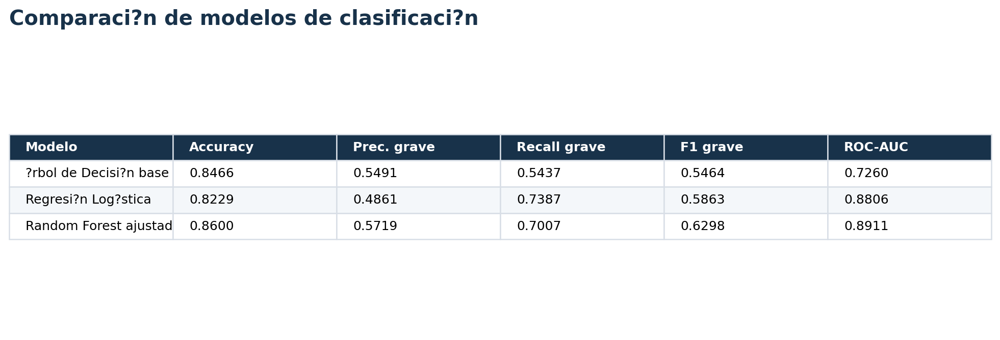 Comparaci?n de modelos de clasificaci?n
Modelo Accuracy Prec. grave Recall grave F1 grave ROC-AUC
?rbol de Decisi?n base 0.8466 0.5491 0.5437 0.5464 0.7260
Regresi?n Log?stica 0.8229 0.4861 0.7387 0.5863 0.8806
Random Forest ajustad 0.8600 0.5719 0.7007 0.6298 0.8911